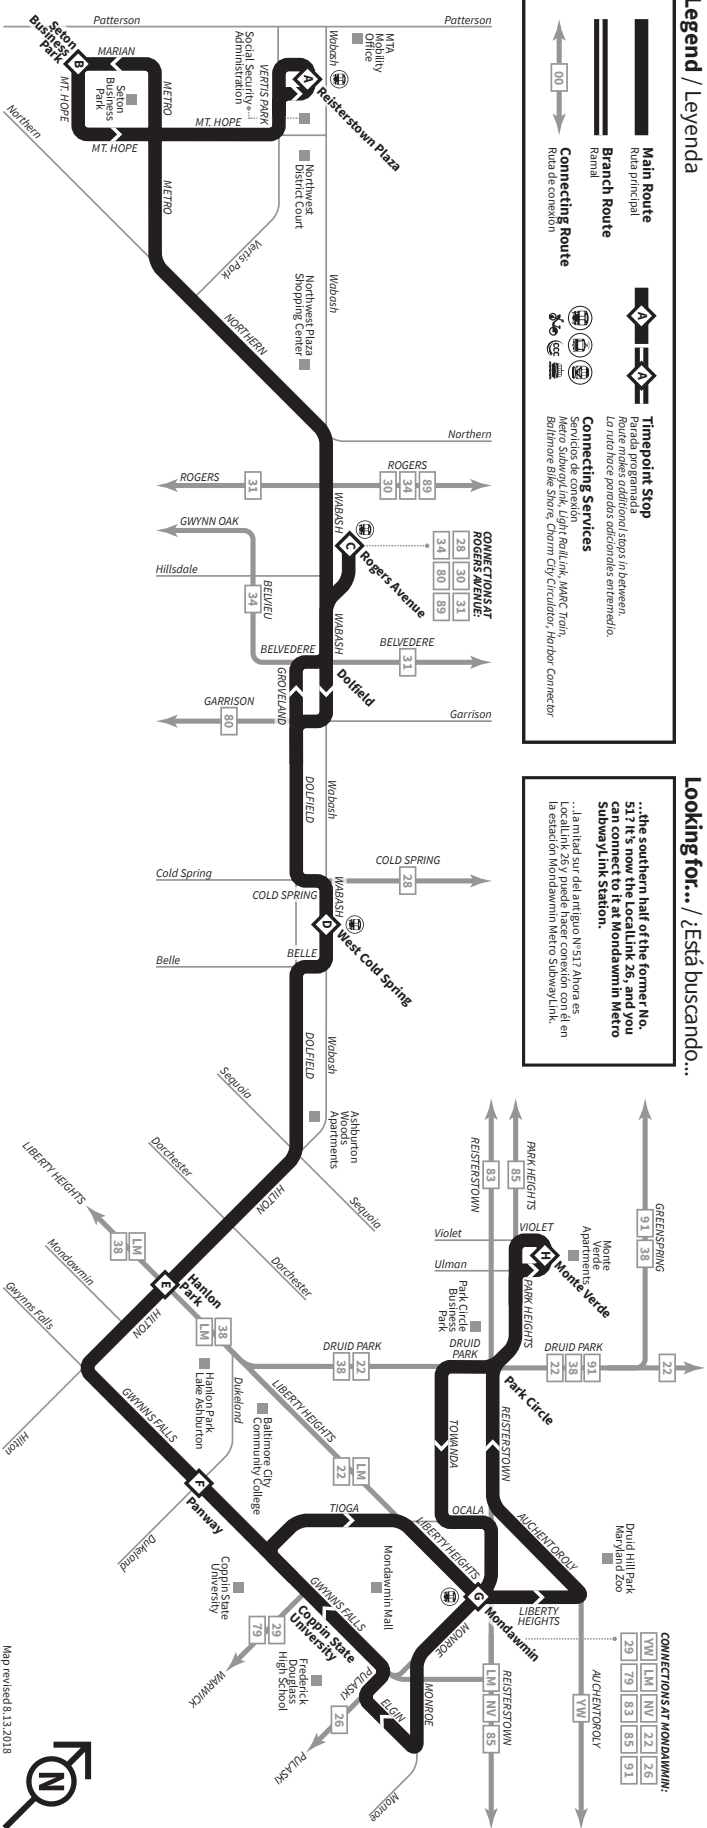 Legend / Leyenda
Main Route
Ruta principal
Branch Route
Ramal
00
Connecting Route
Ruta de conexión
A
A
Timepoint Stop
Parada programada
Route makes additional stops in between.
La ruta hace paradas adicionales entremedio.
CCC
Connecting Services
Servicios de conexión
Metro SubwayLink, Light RailLink, MARC Train,
Baltimore Bike Share, Charm City Circulator, Harbor Connector
Looking for... / ¿Está buscando...
...the southern half of the former No.
51? It's now the LocalLink 26, and you
can connect to it at Mondawmin Metro
SubwayLink Station.
...la mitad sur del antiguo N°51? Ahora es
LocalLink 26 y puede hacer conexión con él en
la estación Mondawmin Metro SubwayLink.
Patterson
Patterson
Wabash
MTA
Mobility
Office
A
Reisterstown Plaza
Social Security
Administration
VERTIS PARK
Seton
Business
Park
B
MARIAN
MT. HOPE
Seton
Business
Park
METRO
MT. HOPE
MT. HOPE
METRO
Northern
Northwest
District Court
Vertis Park
Wabash
Northwest Plaza
Shopping Center
NORTHERN
Northern
ROGERS
31
ROGERS
30
34
89
WABASH
GWYNN OAK
C
Rogers Avenue
CONNECTIONS AT
ROGERS AVENUE:
28
30
31
34
80
89
Hillsdale
34
BELVIEU
WABASH
BELVEDERE
BELVEDERE
31
Dolfield
GROVELAND
GARRISON
80
Garrison
DOLFIELD
Wabash
Cold Spring
COLD SPRING
28
COLD SPRING
WABASH
D
West Cold Spring
BELLE
Belle
DOLFIELD
Wabash
Sequoia
Ashburton
Woods
Apartments
Sequoia
HILTON
Dorchester
Dorchester
LIBERTY HEIGHTS
38
LM
Mondawmin
E
Hanlon
Park
HILTON
Gwynns Falls
Hilton
LM
38
Hanlon Park
Lake Ashburton
DRUID PARK
38
22
GWYNNS FALLS
Dukeland
Baltimore City
Community College
LIBERTY HEIGHTS
22
LM
F
Panway
Dukeland
TIOGA
LIBERTY HEIGHTS
Coppin State
University
GWYNNS FALLS
Coppin State
University
Mondawmin Mall
79
29
WARWICK
Frederick
Douglass
High School
PULASKI
26
PULASKI
ELGIN
MONROE
MONROE
Monroe
REISTERSTOWN
83
85
PARK HEIGHTS
GREENSPRING
91
38
Violet
VIOLET
Ulman
H
Monte Verde
Monte
Verde
Apartments
Park Circle
Business
Park
PARK HEIGHTS
DRUID
PARK
DRUID PARK
22
38
91
22
Park Circle
TOWANDA
REISTERSTOWN
OCALA
AUCHENTOROLY
Druid Hill Park
Maryland Zoo
G
Mondawmin
LIBERTY
HEIGHTS
LM
NV
85
REISTERSTOWN
YW
AUCHENTOROLY
CONNECTIONS AT MONDAWMIN:
YW
LM
NV
22
26
29
79
83
85
91
Map revised 8.13.2018
N